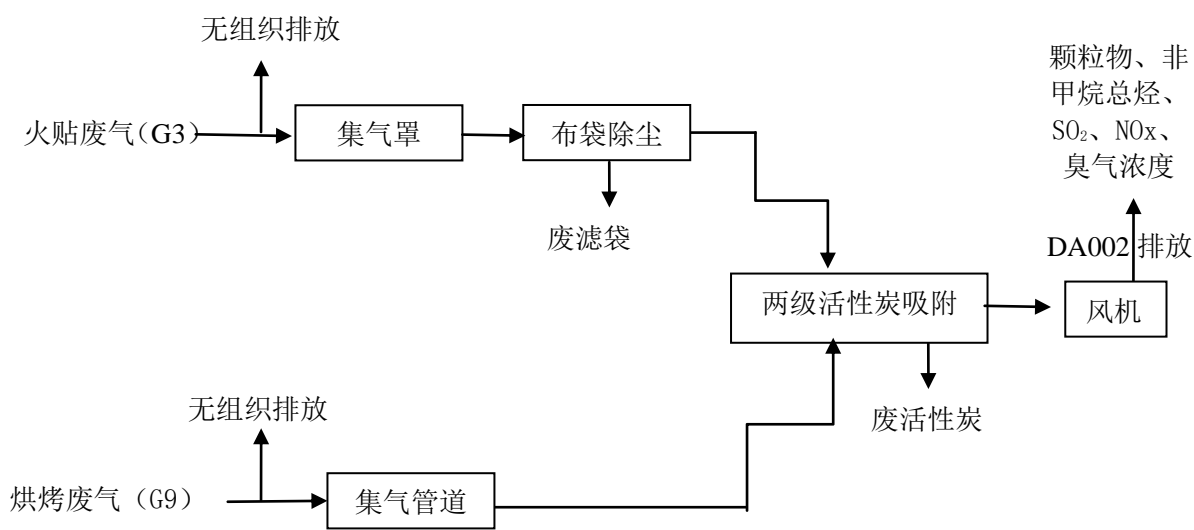 无组织排放
颗粒物、非
甲烷总烃、
SO₂、NOx、
臭气浓度
火贴废气（G3）
集气罩
布袋除尘
废滤袋
DA002 排放
两级活性炭吸附
风机
无组织排放
废活性炭
烘烤废气（G9）
集气管道